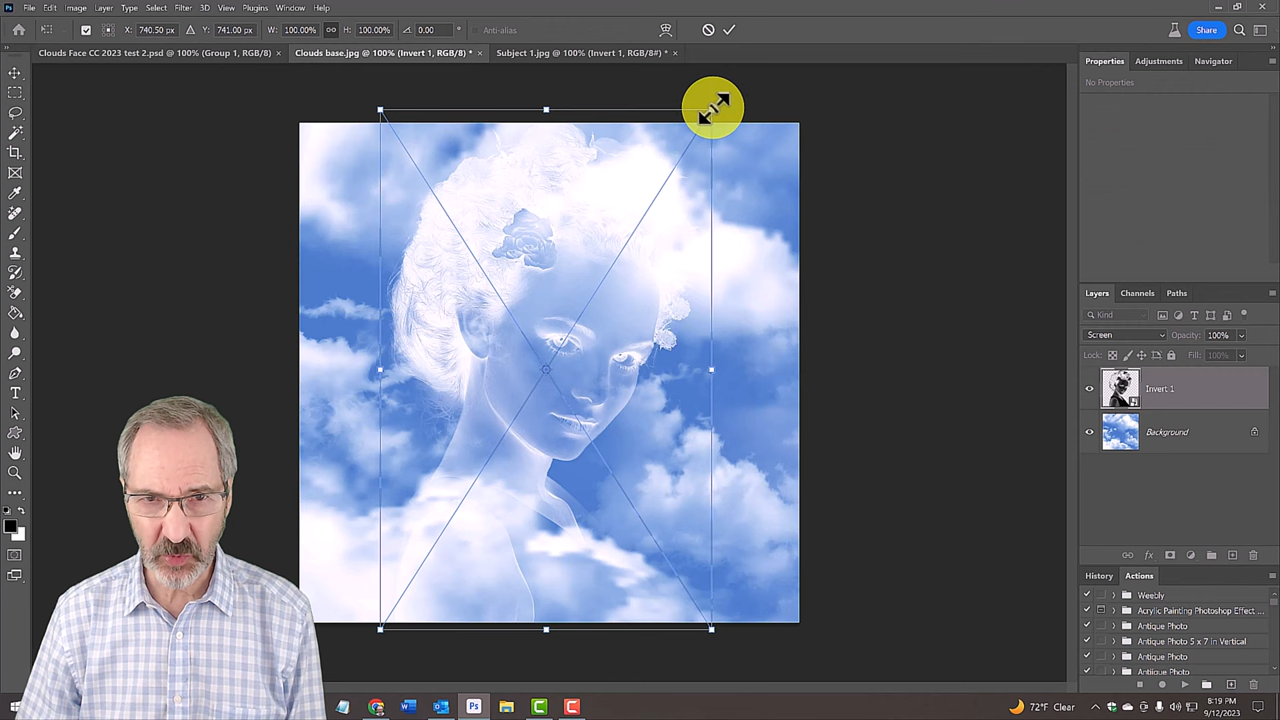 Ps File Edit Image Layer Type Select Filter 3D View Plugins Window Help
X: 740.50 px Y: 741.00 px W: 100.00% H: 100.00% 0.00 Anti-alias Share
Clouds Face CC 2023 test 2.psd @ 100% (Group 1, RGB/8) × Clouds base.jpg @ 100% (Invert 1, RGB/8) * × Subject 1.jpg @ 100% (Invert 1, RGB/8#) * ×
Properties Adjustments Navigator
No Properties
Layers Channels Paths
Kind
Screen Opacity: 100%
Lock: Fill: 100%
Invert 1
Background
History Actions
Weebly
Acrylic Painting Photoshop Effect ...
Antique Photo
Antique Photo 5 x 7 in Vertical
Antique Photo
Antique Photo
72°F Clear
8:19 PM
9/12/2023